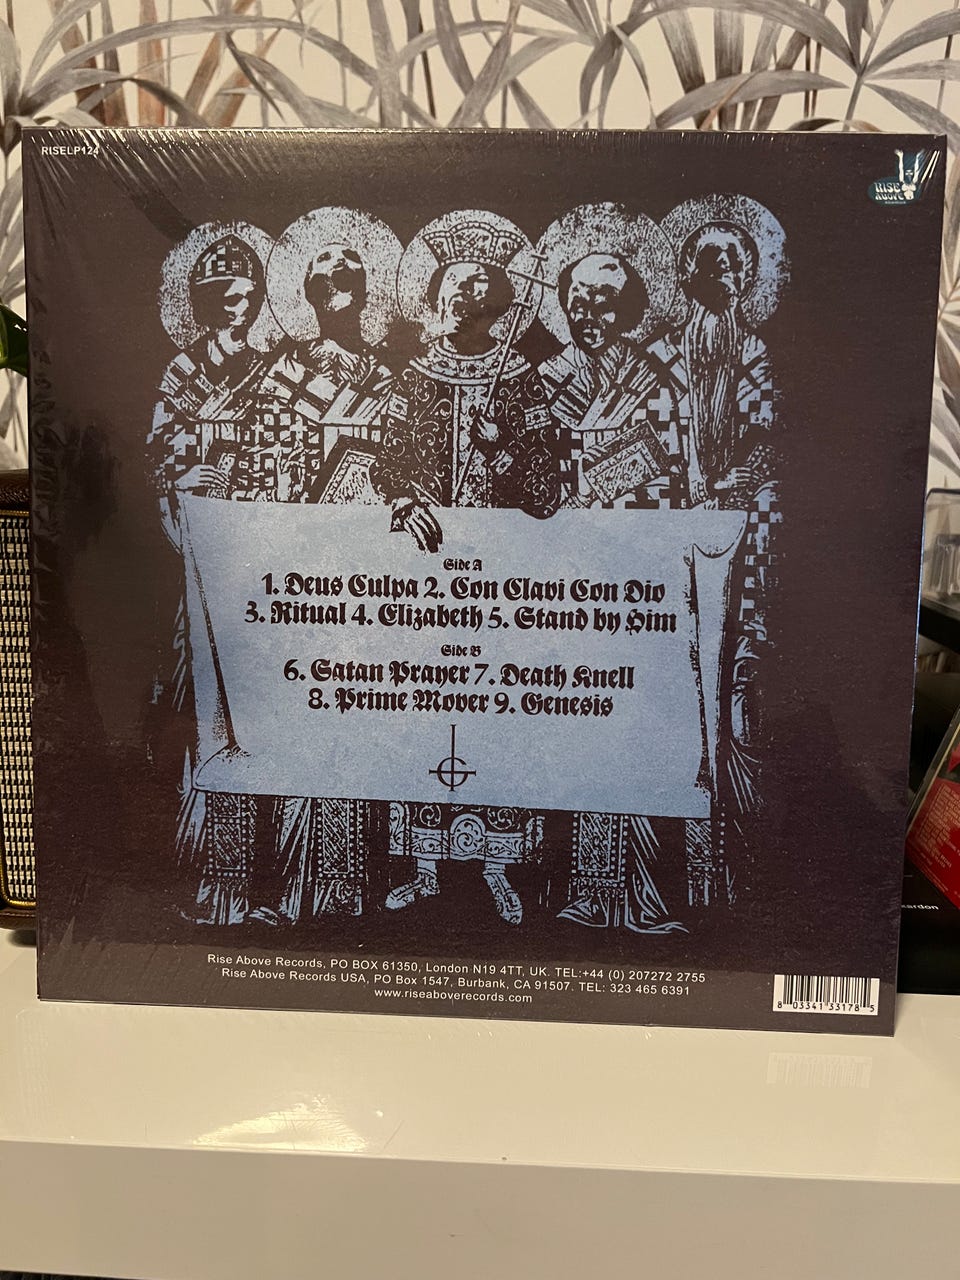 RISELP124
RISE
ABOVE
Side A
1. Deus Culpa 2. Con Clavi Con Dio
3. Ritual 4. Elizabeth 5. Stand by Him
Side B
6. Satan Prayer 7. Death Knell
8. Prime Mover 9. Genesis
Rise Above Records, PO BOX 61350, London N19 4TT, UK. TEL:+44 (0) 207272 2755
Rise Above Records USA, PO Box 1547, Burbank, CA 91507. TEL: 323 465 6391
www.riseaboverecords.com
8 03341 33178 5